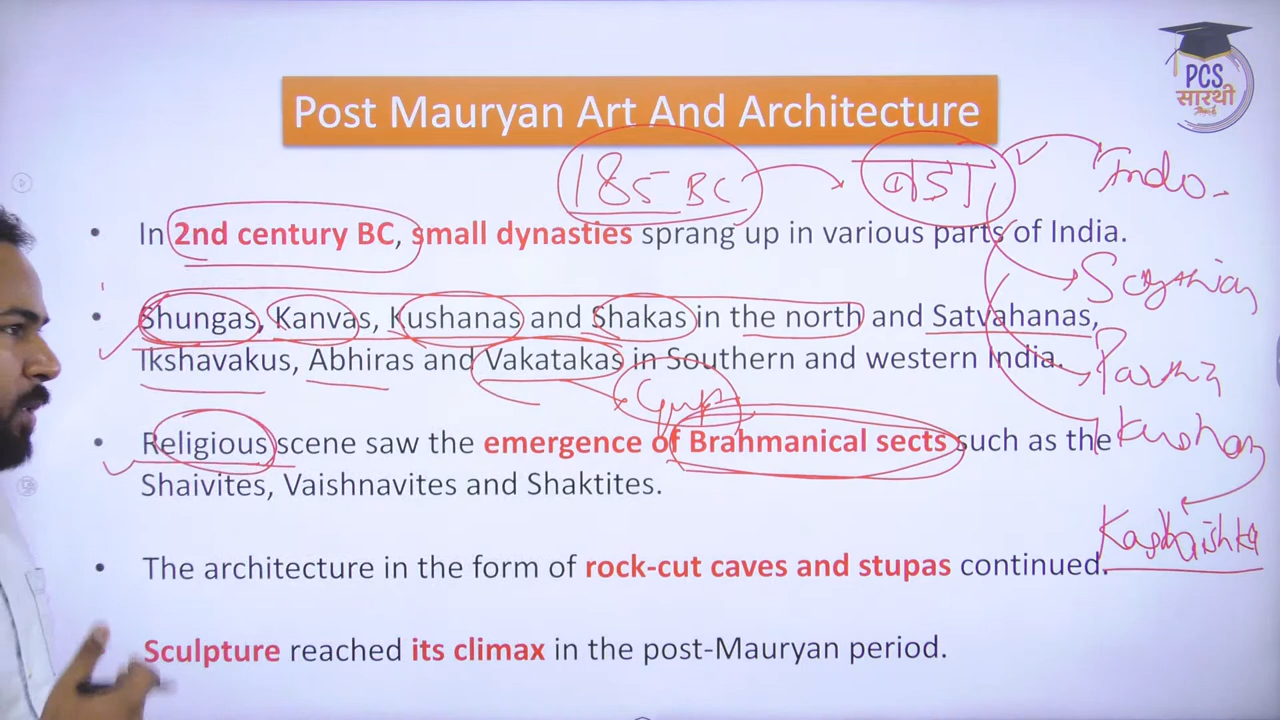 PCS
सारथी
Post Mauryan Art And Architecture
185 BC
Indo-
• In 2nd century BC, small dynasties sprang up in various parts of India.
Scythian
• Shungas, Kanvas, Kushanas and Shakas in the north and Satvahanas,
Ikshavakus, Abhiras and Vakatakas in Southern and western India.
• Religious scene saw the emergence of Brahmanical sects such as the
Kushan
Shaivites, Vaishnavites and Shaktites.
• The architecture in the form of rock-cut caves and stupas continued.
Sculpture reached its climax in the post-Mauryan period.